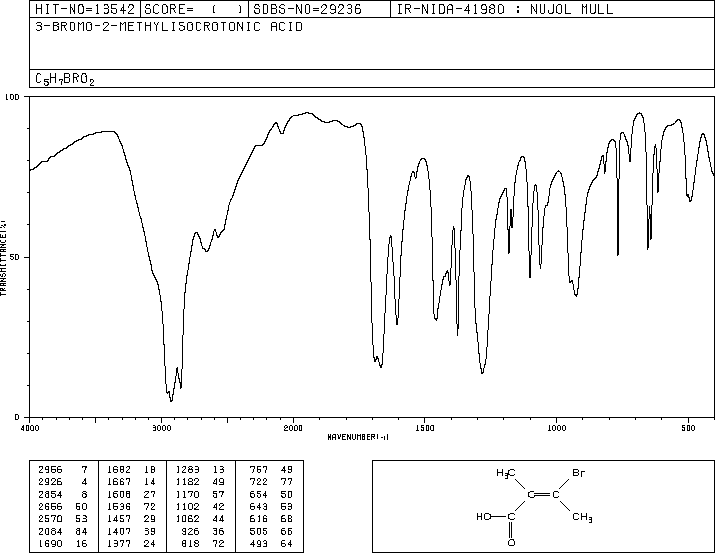 HIT-NO=13542 SCORE= ( ) SDBS-NO=29236 IR-NIDA-41980 : NUJOL MULL
3-BROMO-2-METHYLISOCROTONIC ACID
C5H7BRO2
100
50
0
TRANSMITTANCE(%)
4000 3000 2000 1500 1000 500
WAVENUMBER(-1)
2956 7 1682 18 1283 13 767 49
2926 4 1667 14 1182 49 722 77
2854 8 1608 27 1170 57 654 50
2666 50 1536 72 1102 42 643 53
2570 53 1457 29 1062 44 616 68
2084 84 1407 39 926 36 505 66
1690 16 1377 24 818 72 493 64
H3C Br
C C
HO C CH3
O